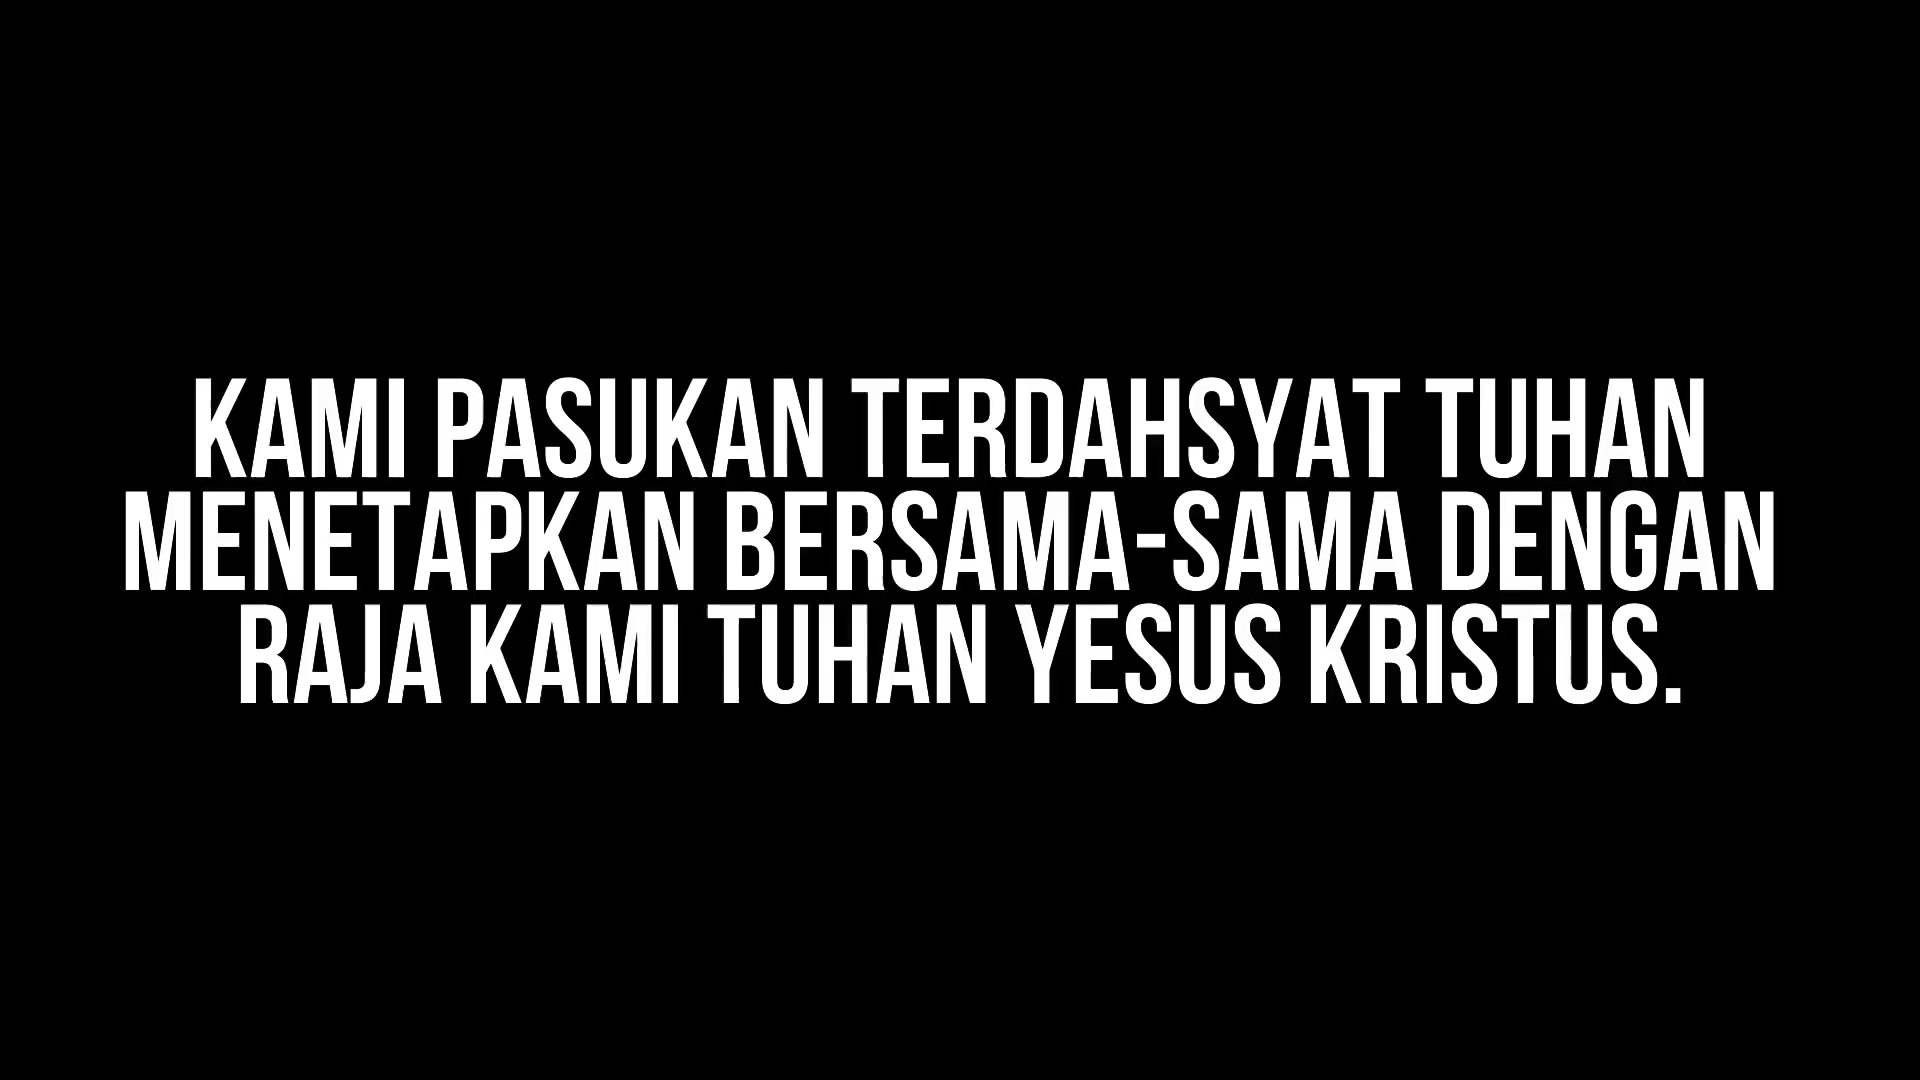 KAMI PASUKAN TERDAHSYAT TUHAN
MENETAPKAN BERSAMA-SAMA DENGAN
RAJA KAMI TUHAN YESUS KRISTUS.